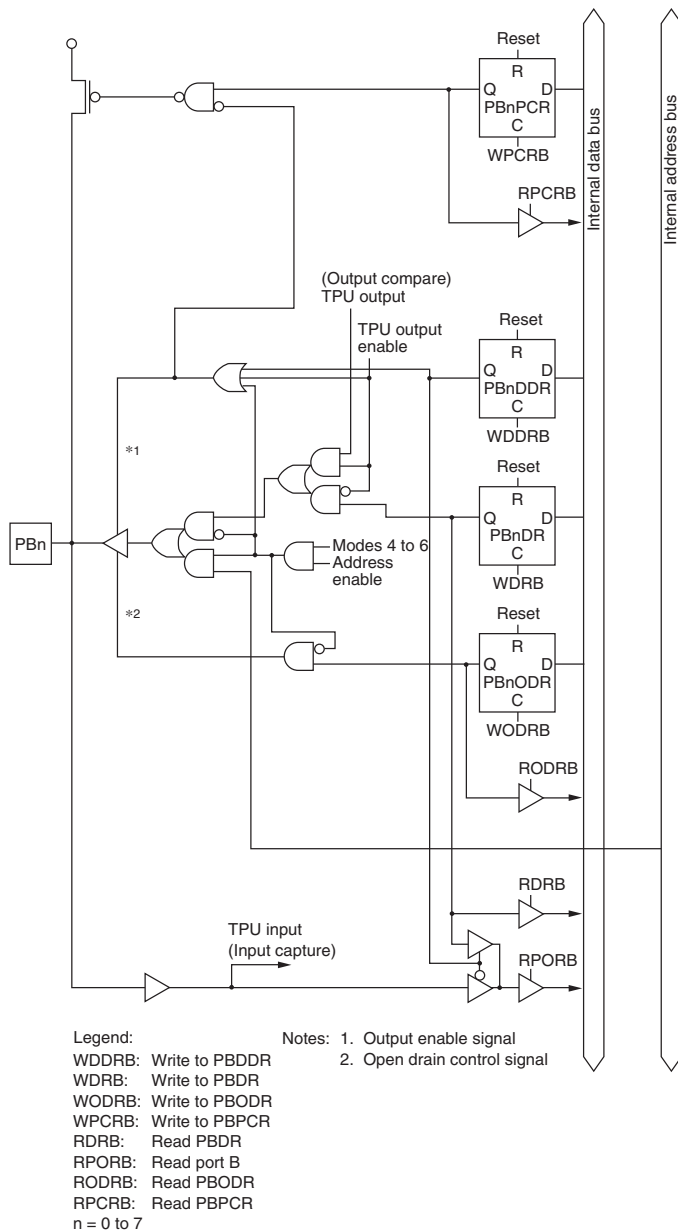 Reset
R
Q D
PBnPCR
C
WPCRB
RPCRB
Internal data bus
Internal address bus
(Output compare)
TPU output
TPU output
enable
Reset
R
Q D
PBnDDR
C
WDDRB
*1
Reset
R
Q D
PBnDR
C
WDRB
PBn
Modes 4 to 6
Address
enable
*2
Reset
R
Q D
PBnODR
C
WODRB
RODRB
RDRB
TPU input
(Input capture)
RPORB
Legend:
WDDRB: Write to PBDDR
WDRB: Write to PBDR
WODRB: Write to PBODR
WPCRB: Write to PBPCR
RDRB: Read PBDR
RPORB: Read port B
RODRB: Read PBODR
RPCRB: Read PBPCR
n = 0 to 7
Notes: 1. Output enable signal
2. Open drain control signal